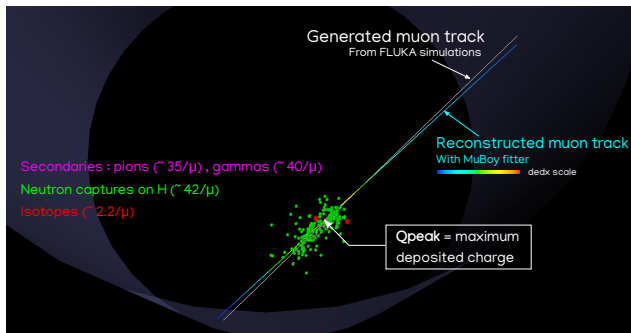 Generated muon track
From FLUKA simulations
Reconstructed muon track
With MuBoy fitter
dedx scale
Secondaries : pions (~ 35/μ) , gammas (~ 40/μ)
Neutron captures on H (~ 42/μ)
Isotopes (~ 2.2/μ)
Qpeak = maximum
deposited charge